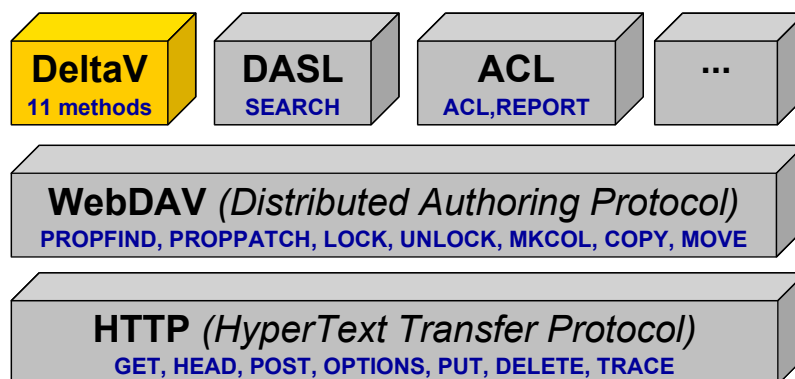 DeltaV
11 methods
DASL
SEARCH
ACL
ACL,REPORT
...
WebDAV (Distributed Authoring Protocol)
PROPFIND, PROPPATCH, LOCK, UNLOCK, MKCOL, COPY, MOVE
HTTP (HyperText Transfer Protocol)
GET, HEAD, POST, OPTIONS, PUT, DELETE, TRACE